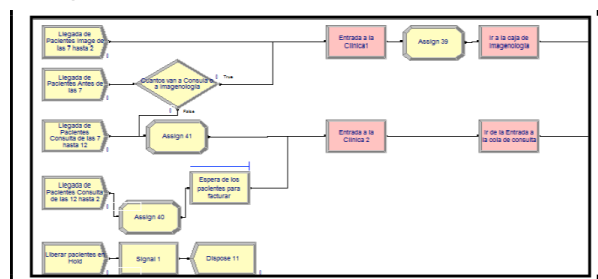 Llegada de
Pacientes Image de
las 7 hasta 2
Entrada a la
Clínica1
Assign 39
Ir a la caja de
Imagenología
Llegada de
Pacientes Antes de
las 7
Cuantos van a Consulta o
a Imagenología
True
False
Llegada de
Pacientes
Consulta de las 7
hasta 12
Assign 41
Entrada a la
Clínica 2
Ir de la Entrada a
la cola de consulta
Llegada de
Pacientes Consulta
de las 12 hasta 2
Espera de los
pacientes para
facturar
Assign 40
Liberar pacientes en
Hold
Signal 1
Dispose 11